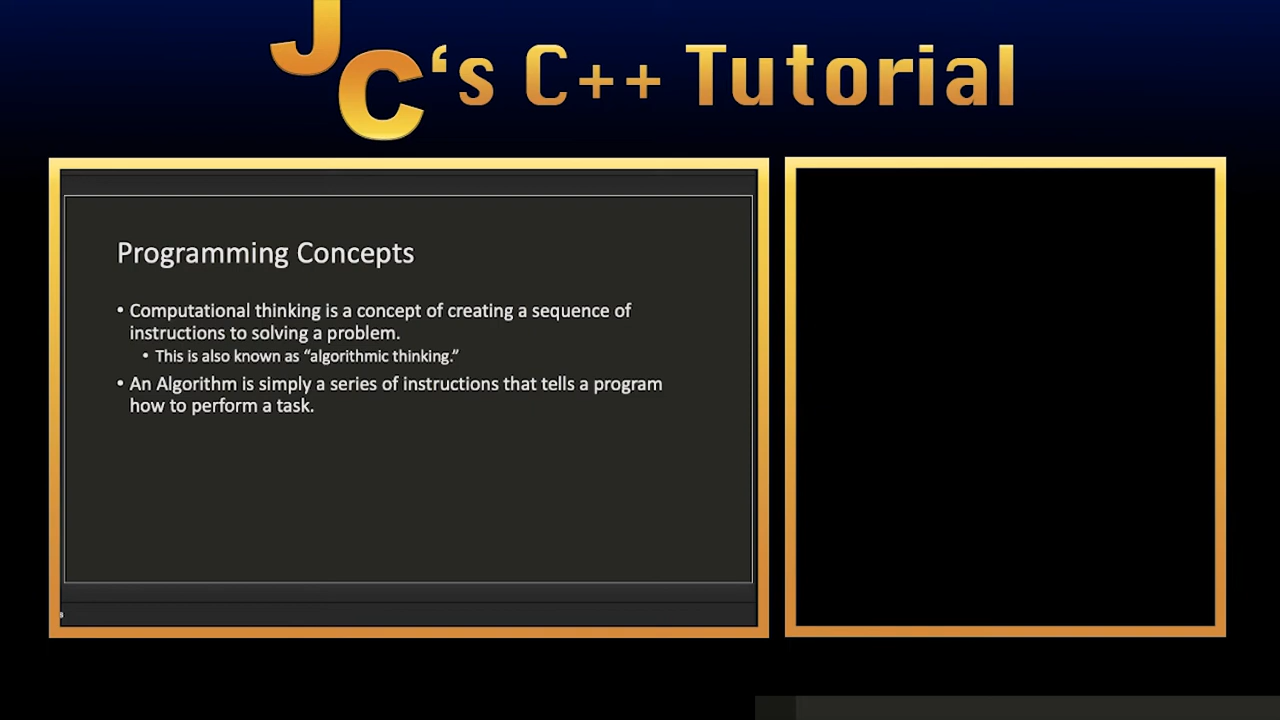 JC‘s C++ Tutorial
Programming Concepts
• Computational thinking is a concept of creating a sequence of
instructions to solving a problem.
• This is also known as “algorithmic thinking.”
• An Algorithm is simply a series of instructions that tells a program
how to perform a task.